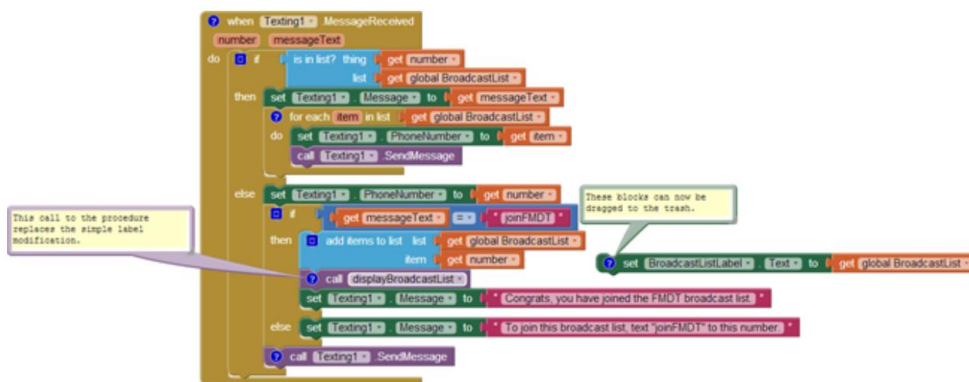 when Texting1 .MessageReceived
number messageText
do if is in list? thing get number
list get global BroadcastList
then set Texting1 . Message to get messageText
for each item in list get global BroadcastList
do set Texting1 . PhoneNumber to get item
call Texting1 .SendMessage
else set Texting1 . PhoneNumber to get number
These blocks can now be
dragged to the trash.
This call to the procedure
replaces the simple label
modification.
if get messageText = " joinFMDT "
then add items to list list get global BroadcastList
item get number
set BroadcastListLabel . Text to get global BroadcastList
call displayBroadcastList
set Texting1 . Message to " Congrats, you have joined the FMDT broadcast list. "
else set Texting1 . Message to " To join this broadcast list, text "joinFMDT" to this number. "
call Texting1 .SendMessage